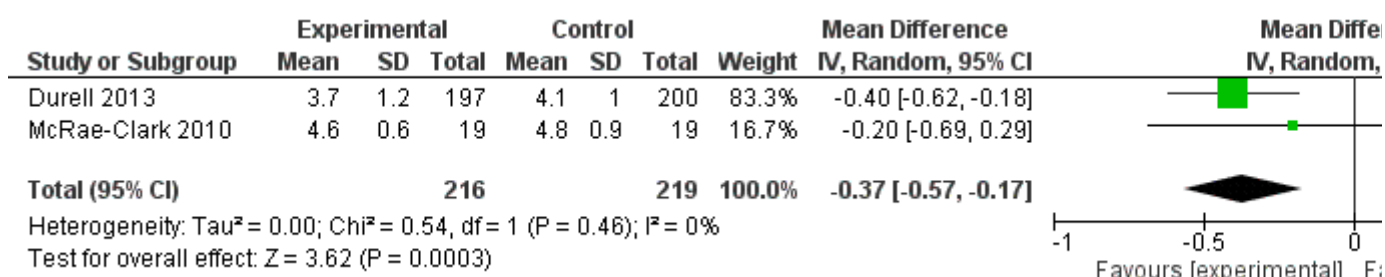 Experimental Control Mean Difference Mean Diffe
Study or Subgroup Mean SD Total Mean SD Total Weight IV, Random, 95% CI IV, Random,
Durell 2013 3.7 1.2 197 4.1 1 200 83.3% -0.40 [-0.62, -0.18]
McRae-Clark 2010 4.6 0.6 19 4.8 0.9 19 16.7% -0.20 [-0.69, 0.29]
Total (95% CI) 216 219 100.0% -0.37 [-0.57, -0.17]
Heterogeneity: Tau² = 0.00; Chi² = 0.54, df = 1 (P = 0.46); I² = 0%
Test for overall effect: Z = 3.62 (P = 0.0003)
-1 -0.5 0
Favours [experimental]